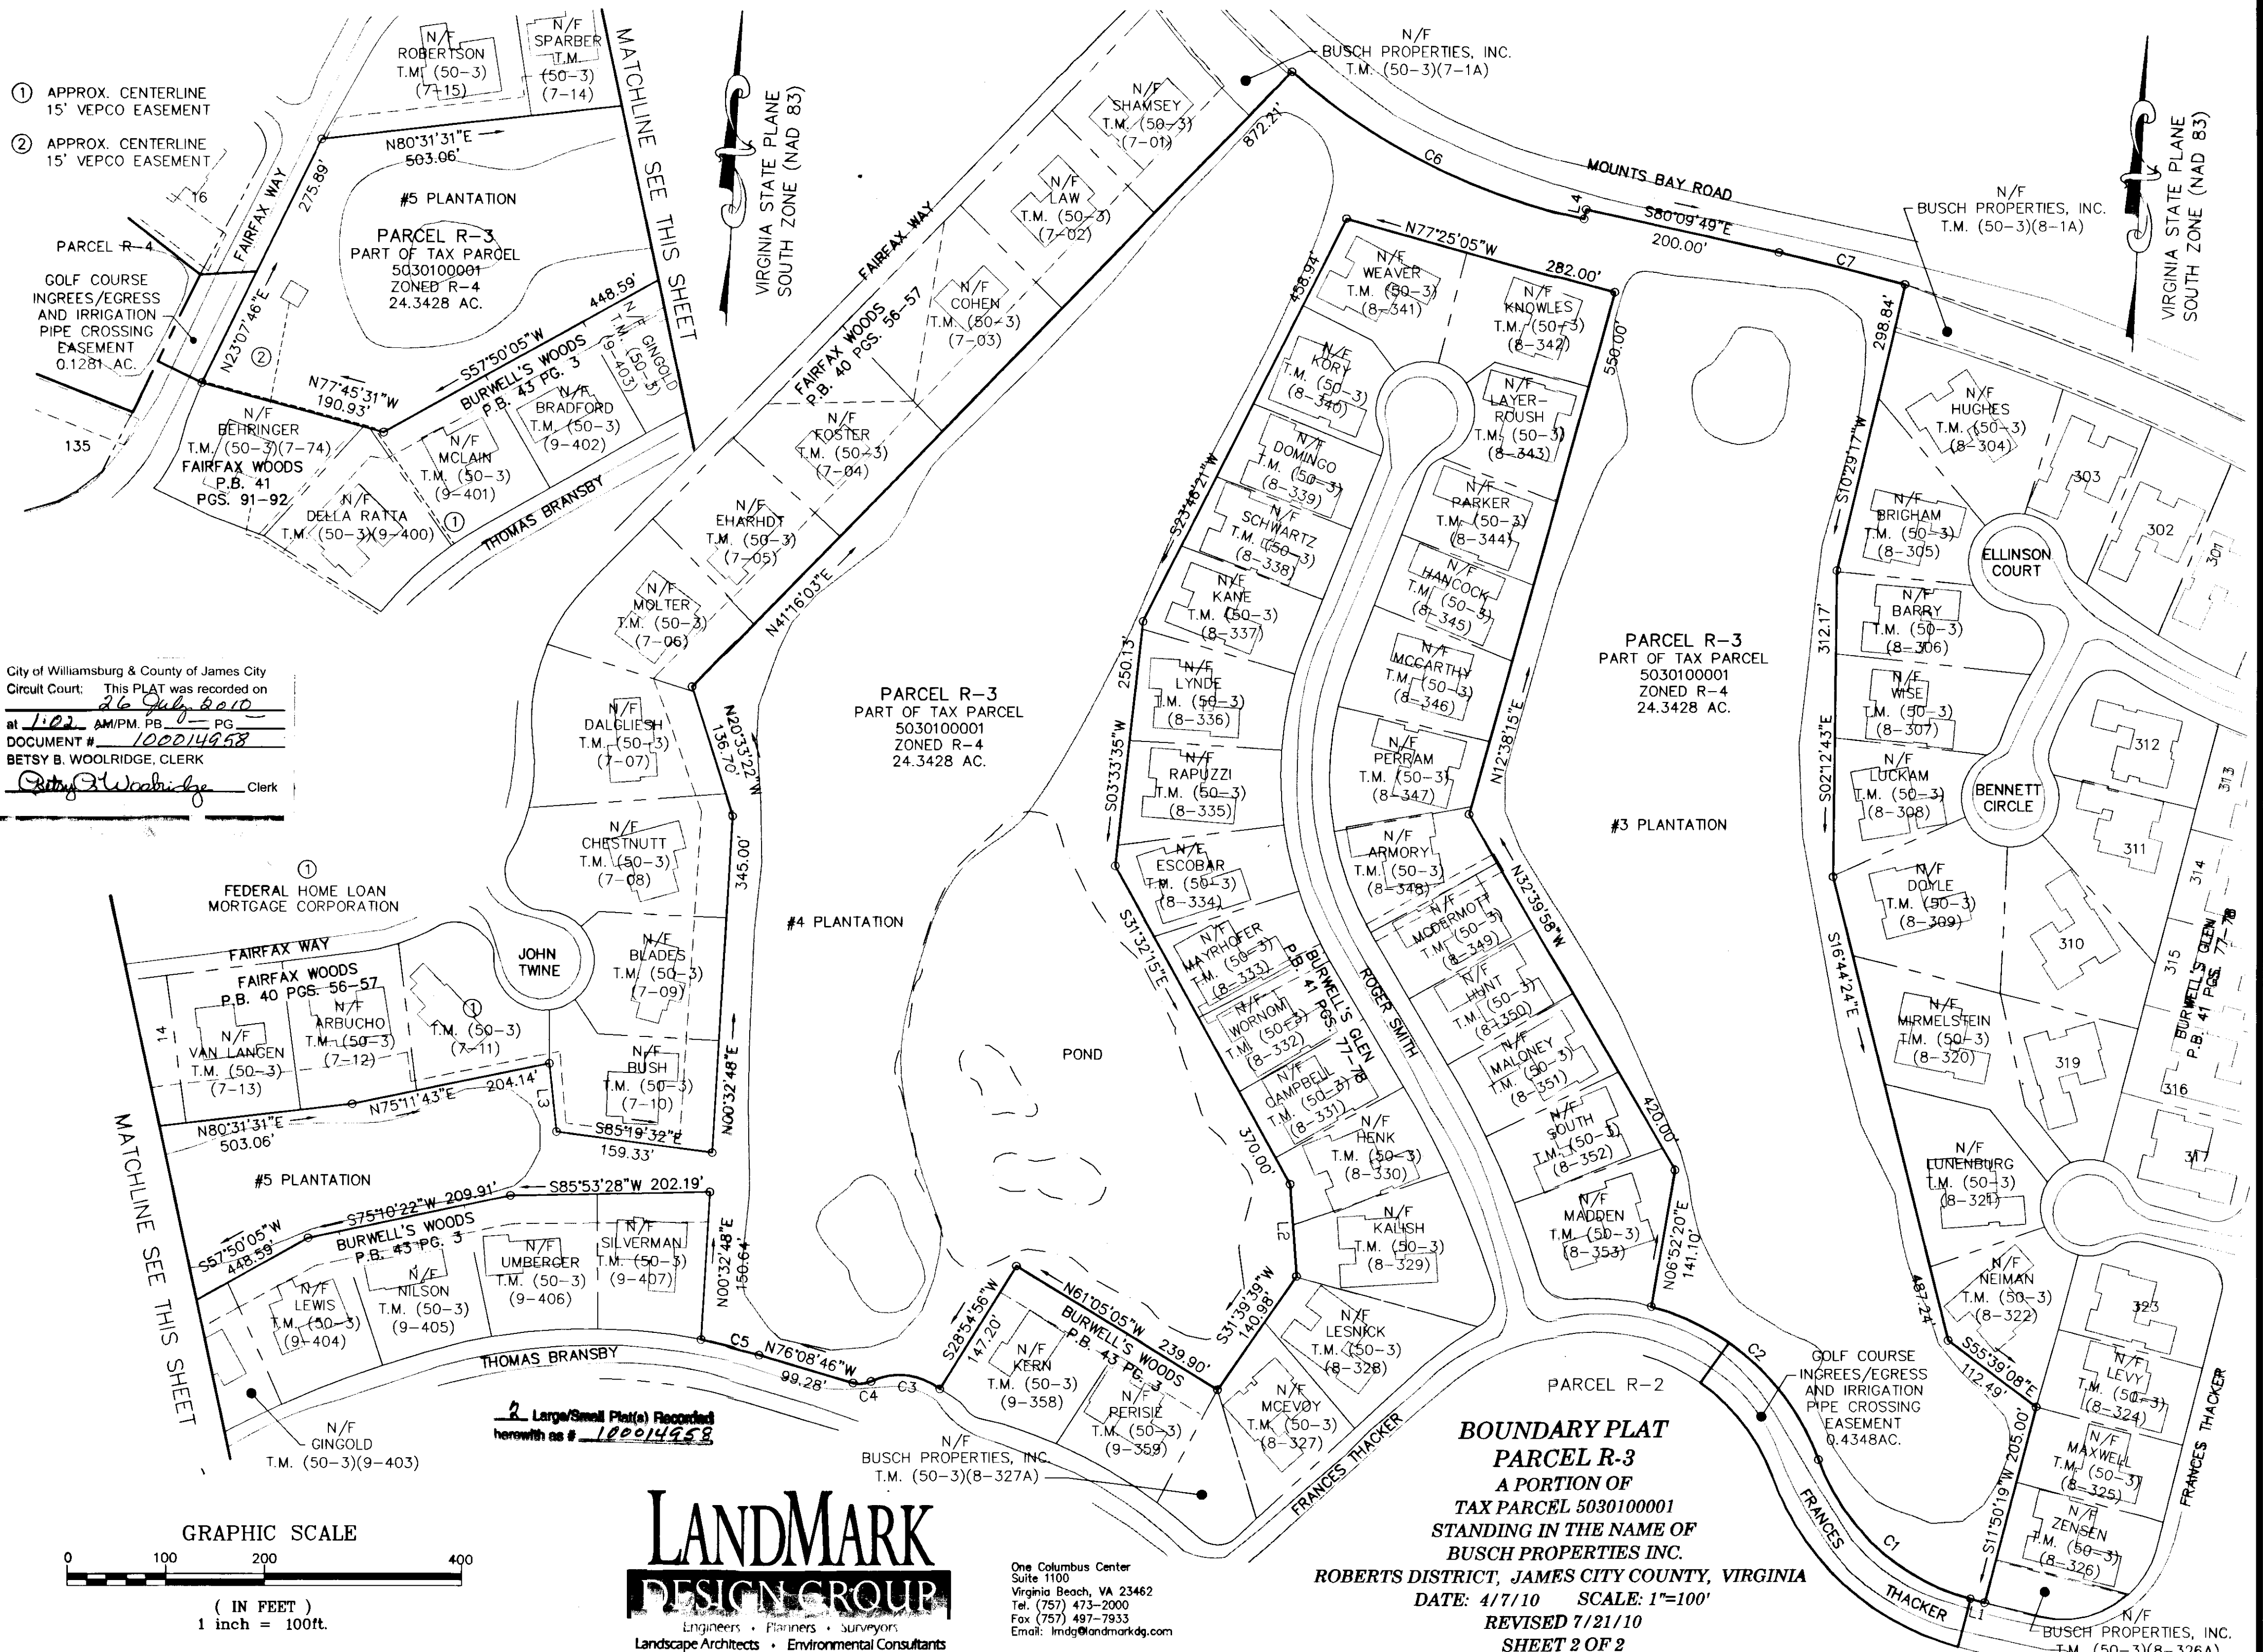 ① APPROX. CENTERLINE
15' VEPCO EASEMENT
② APPROX. CENTERLINE
15' VEPCO EASEMENT
N/F
ROBERTSON
T.M. (50-3)
(7-15)
N/F
SPARBER
T.M.
(50-3)
(7-14)
MATCHLINE SEE THIS SHEET
N80°31'31"E
503.06'
275.89'
FAIRFAX WAY
16
#5 PLANTATION
PARCEL R-3
PART OF TAX PARCEL
5030100001
ZONED R-4
24.3428 AC.
PARCEL R-4
GOLF COURSE
INGREES/EGRESS
AND IRRIGATION
PIPE CROSSING
EASEMENT
0.1281 AC.
N23°07'46"E
②
N77°45'31"W
190.93'
448.59'
S57°50'05"W
BURWELL'S WOODS
P.B. 43 PG. 3
N/F GINGOLD
T.M. (50-3)
(9-403)
N/F
BRADFORD
T.M. (50-3)
(9-402)
N/F
MCLAIN
T.M. (50-3)
(9-401)
N/F
BEHRINGER
T.M. (50-3)(7-74)
FAIRFAX WOODS
P.B. 41
PGS. 91-92
135
N/F
DELLA RATTA
T.M. (50-3)(9-400)
①
THOMAS BRANSBY
VIRGINIA STATE PLANE
SOUTH ZONE (NAD 83)
N/F
BUSCH PROPERTIES, INC.
T.M. (50-3)(7-1A)
N/F
SHAMSEY
T.M. (50-3)
(7-01)
872.21'
N/F
LAW
T.M. (50-3)
(7-02)
FAIRFAX WAY
N/F
COHEN
T.M. (50-3)
(7-03)
FAIRFAX WOODS
P.B. 40 PGS. 56-57
N/F
FOSTER
T.M. (50-3)
(7-04)
N/F
EHARHDT
T.M. (50-3)
(7-05)
N/F
MOLTER
T.M. (50-3)
(7-06)
N41°16'03"E
C6
MOUNTS BAY ROAD
L4
S80°09'49"E
200.00'
C7
N/F
BUSCH PROPERTIES, INC.
T.M. (50-3)(8-1A)
VIRGINIA STATE PLANE
SOUTH ZONE (NAD 83)
N77°25'05"W
282.00'
458.94'
S23°48'21"W
N/F
WEAVER
T.M. (50-3)
(8-341)
N/F
KNOWLES
T.M. (50-3)
(8-342)
N/F
KORY
T.M. (50-3)
(8-340)
N/F
LAYER-
ROUSH
T.M. (50-3)
(8-343)
550.00'
N/F
DOMINGO
T.M. (50-3)
(8-339)
N/F
PARKER
T.M. (50-3)
(8-344)
N/F
SCHWARTZ
T.M. (50-3)
(8-338)
N/F
HANCOCK
T.M. (50-3)
(8-345)
N/F
KANE
T.M. (50-3)
(8-337)
N/F
MCCARTHY
T.M. (50-3)
(8-346)
250.13'
S03°33'35"W
N/F
LYNDE
T.M. (50-3)
(8-336)
N/F
PERRAM
T.M. (50-3)
(8-347)
N12°38'15"E
N/F
RAPUZZI
T.M. (50-3)
(8-335)
N/F
ARMORY
T.M. (50-3)
(8-348)
N/F
ESCOBAR
T.M. (50-3)
(8-334)
298.84'
S10°29'17"W
N/F
HUGHES
T.M. (50-3)
(8-304)
303
302
301
N/F
BRIGHAM
T.M. (50-3)
(8-305)
ELLINSON
COURT
312.17'
S02°12'43"E
N/F
BARRY
T.M. (50-3)
(8-306)
N/F
WISE
T.M. (50-3)
(8-307)
N/F
LUCKAM
T.M. (50-3)
(8-308)
BENNETT
CIRCLE
312
313
311
314
315
316
N/F
DOYLE
T.M. (50-3)
(8-309)
310
BURWELL'S GLEN
P.B. 41 PGS. 77-78
PARCEL R-3
PART OF TAX PARCEL
5030100001
ZONED R-4
24.3428 AC.
#3 PLANTATION
S16°44'24"E
487.24'
N/F
MIRMELSTEIN
T.M. (50-3)
(8-320)
319
317
N/F
LUNENBURG
T.M. (50-3)
(8-321)
N/F
NEIMAN
T.M. (50-3)
(8-322)
323
S55°39'08"E
112.49'
N/F
LEVY
T.M. (50-3)
(8-324)
N/F
MAXWELL
T.M. (50-3)
(8-325)
N/F
ZENSEN
T.M. (50-3)
(8-326)
FRANCES THACKER
S11°50'19"W 205.00'
City of Williamsburg & County of James City
Circuit Court: This PLAT was recorded on
26 July 2010
at 1:02 AM/PM. PB — PG —
DOCUMENT # 100014958
BETSY B. WOOLRIDGE, CLERK
Betsy B Woolridge Clerk
①
FEDERAL HOME LOAN
MORTGAGE CORPORATION
FAIRFAX WAY
FAIRFAX WOODS
P.B. 40 PGS. 56-57
14
N/F
VAN LANGEN
T.M. (50-3)
(7-13)
N/F
ARBUCHO
T.M. (50-3)
(7-12)
①
T.M. (50-3)
(7-11)
JOHN
TWINE
N/F
DALGLIESH
T.M. (50-3)
(7-07)
N20°33'22"W
136.70'
N/F
CHESTNUTT
T.M. (50-3)
(7-08)
345.00'
N/F
BLADES
T.M. (50-3)
(7-09)
N/F
BUSH
T.M. (50-3)
(7-10)
N00°32'48"E
PARCEL R-3
PART OF TAX PARCEL
5030100001
ZONED R-4
24.3428 AC.
#4 PLANTATION
POND
N80°31'31"E
503.06'
N75°11'43"E
204.14'
L3
S85°19'32"E
159.33'
#5 PLANTATION
MATCHLINE SEE THIS SHEET
S57°50'05"W
448.59'
S75°10'22"W 209.91'
BURWELL'S WOODS
P.B. 43 PG. 3
S85°53'28"W 202.19'
N00°32'48"E
150.64'
N/F
LEWIS
T.M. (50-3)
(9-404)
N/F
NILSON
T.M. (50-3)
(9-405)
N/F
UMBERGER
T.M. (50-3)
(9-406)
N/F
SILVERMAN
T.M. (50-3)
(9-407)
THOMAS BRANSBY
N/F
GINGOLD
T.M. (50-3)(9-403)
C5
N76°08'46"W
99.28'
C4
C3
S28°54'56"W
147.20'
N61°05'05"W
239.90'
BURWELL'S WOODS
P.B. 43 PG. 3
N/F
KERN
T.M. (50-3)
(9-358)
N/F
PERISIE
T.M. (50-3)
(9-359)
S31°39'39"W
140.98'
L2
S31°32'15"E
370.00'
N/F
MAYRHOFER
T.M. (50-3)
(8-333)
N/F
WORNOM
T.M. (50-3)
(8-332)
N/F
CAMPBELL
T.M. (50-3)
(8-331)
BURWELL'S GLEN
P.B. 41 PGS. 77-78
ROGER SMITH
N/F
HENK
T.M. (50-3)
(8-330)
N/F
KALISH
T.M. (50-3)
(8-329)
N/F
LESNICK
T.M. (50-3)
(8-328)
N/F
MCEVOY
T.M. (50-3)
(8-327)
N32°39'58"W
420.00'
N/F
MCDERMOTT
T.M. (50-3)
(8-349)
N/F
HUNT
T.M. (50-3)
(8-350)
N/F
MALONEY
T.M. (50-3)
(8-351)
N/F
SOUTH
T.M. (50-3)
(8-352)
N/F
MADDEN
T.M. (50-3)
(8-353)
N06°52'20"E
141.10'
C2
GOLF COURSE
INGREES/EGRESS
AND IRRIGATION
PIPE CROSSING
EASEMENT
0.4348AC.
PARCEL R-2
FRANCES THACKER
FRANCES
THACKER
C1
L1
N/F
BUSCH PROPERTIES, INC.
T.M. (50-3)(8-326A)
N/F
BUSCH PROPERTIES, INC.
T.M. (50-3)(8-327A)
2 Large/Small Plat(s) Recorded
herewith as # 100014958
GRAPHIC SCALE
0 100 200 400
( IN FEET )
1 inch = 100ft.
LANDMARK
DESIGN GROUP
Engineers • Planners • Surveyors
Landscape Architects • Environmental Consultants
One Columbus Center
Suite 1100
Virginia Beach, VA 23462
Tel. (757) 473-2000
Fax (757) 497-7933
Email: lmdg@landmarkdg.com
BOUNDARY PLAT
PARCEL R-3
A PORTION OF
TAX PARCEL 5030100001
STANDING IN THE NAME OF
BUSCH PROPERTIES INC.
ROBERTS DISTRICT, JAMES CITY COUNTY, VIRGINIA
DATE: 4/7/10 SCALE: 1"=100'
REVISED 7/21/10
SHEET 2 OF 2